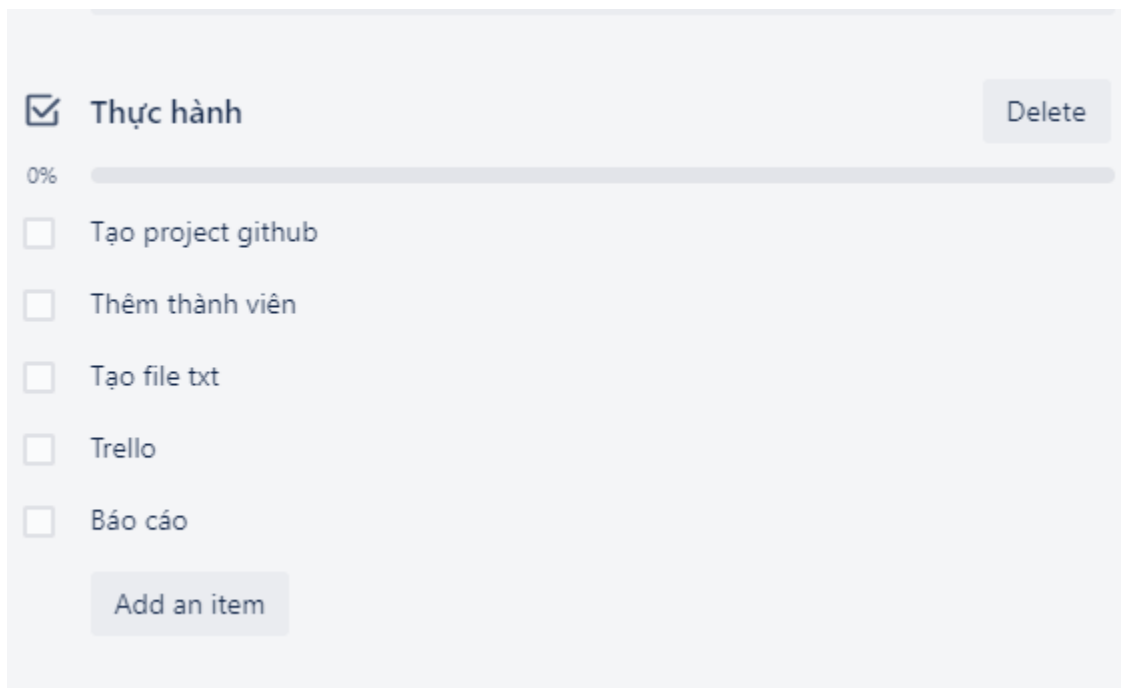 Thực hành
Delete
0%
Tạo project github
Thêm thành viên
Tạo file txt
Trello
Báo cáo
Add an item